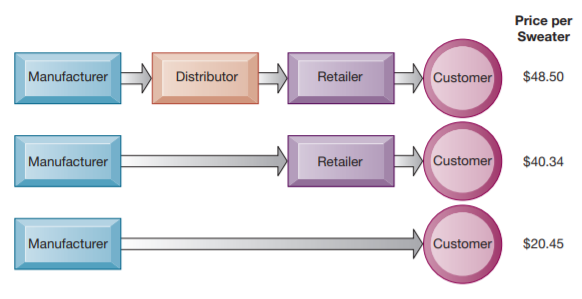 Price per
Sweater
Manufacturer Distributor Retailer Customer $48.50
Manufacturer Retailer Customer $40.34
Manufacturer Customer $20.45